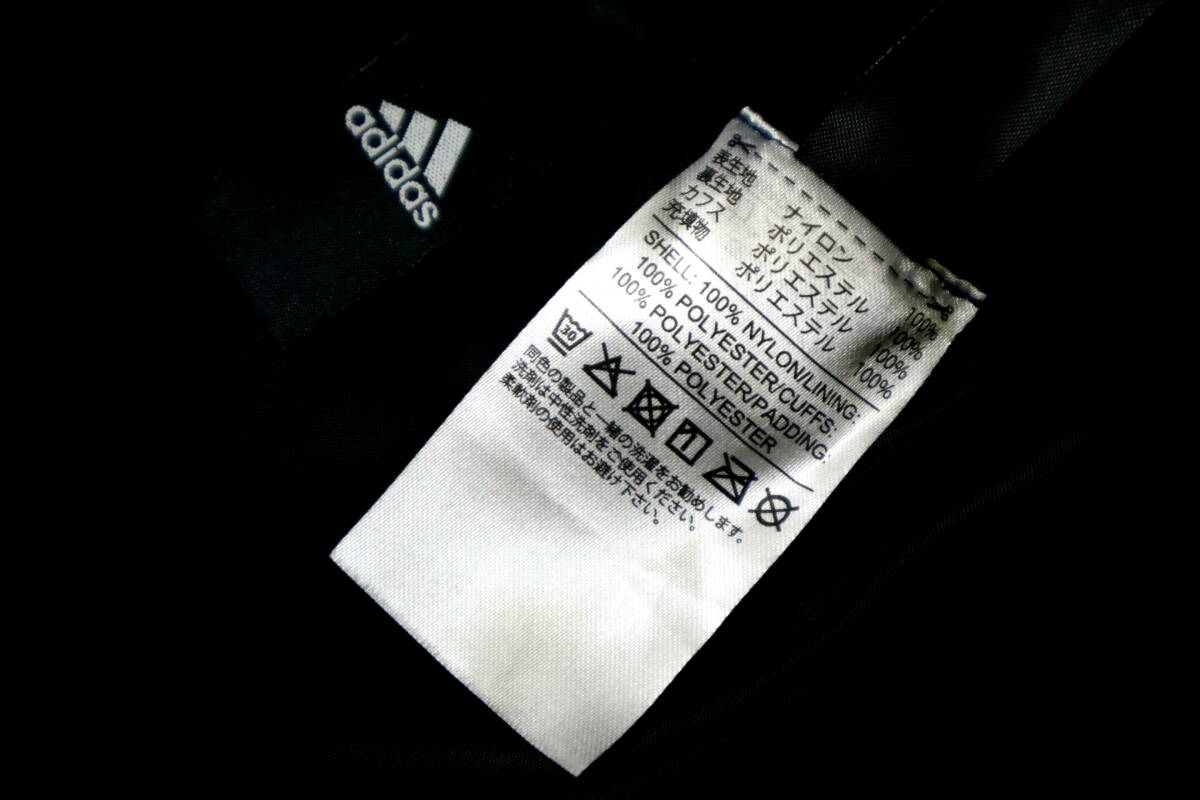 adidas
表生地 ナイロン 100%
裏生地 ポリエステル 100%
カフス ポリエステル 100%
充填物 ポリエステル 100%
SHELL: 100% NYLON/LINING:
100% POLYESTER/CUFFS:
100% POLYESTER/PADDING:
100% POLYESTER
30
同色の製品と一緒の洗濯をお勧めします。
洗剤は中性洗剤をご使用ください。
柔軟剤の使用はお避け下さい。